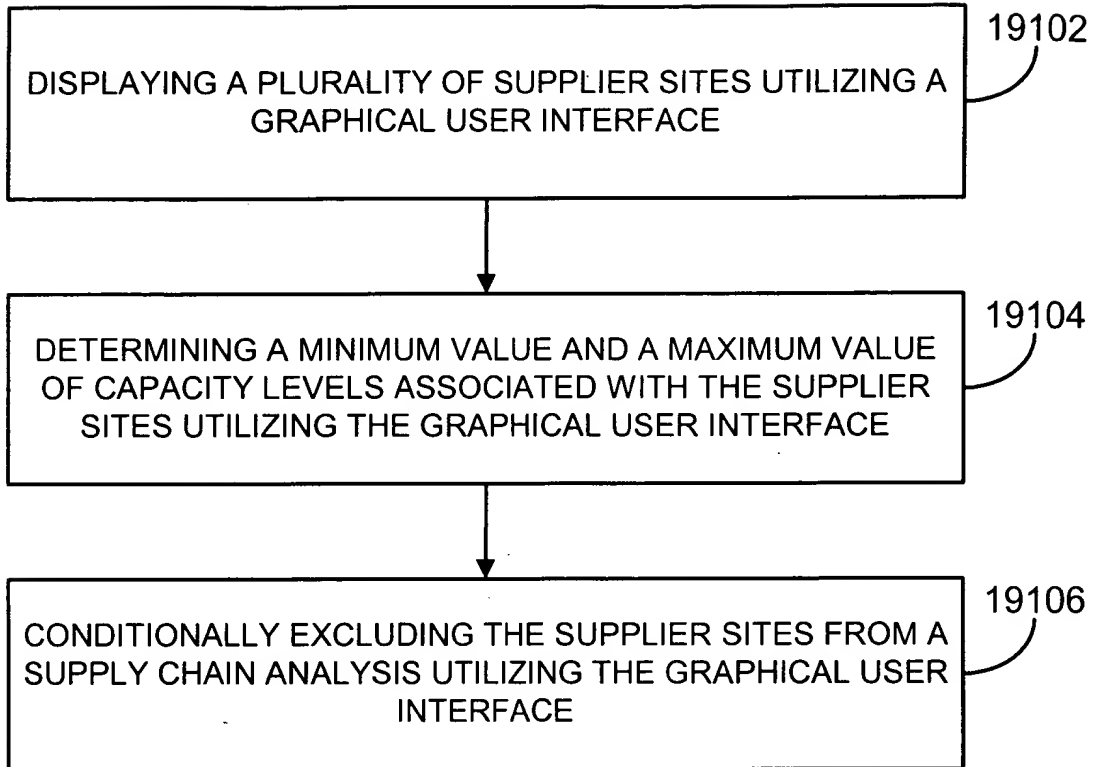 19102
DISPLAYING A PLURALITY OF SUPPLIER SITES UTILIZING A
GRAPHICAL USER INTERFACE
19104
DETERMINING A MINIMUM VALUE AND A MAXIMUM VALUE
OF CAPACITY LEVELS ASSOCIATED WITH THE SUPPLIER
SITES UTILIZING THE GRAPHICAL USER INTERFACE
19106
CONDITIONALLY EXCLUDING THE SUPPLIER SITES FROM A
SUPPLY CHAIN ANALYSIS UTILIZING THE GRAPHICAL USER
INTERFACE